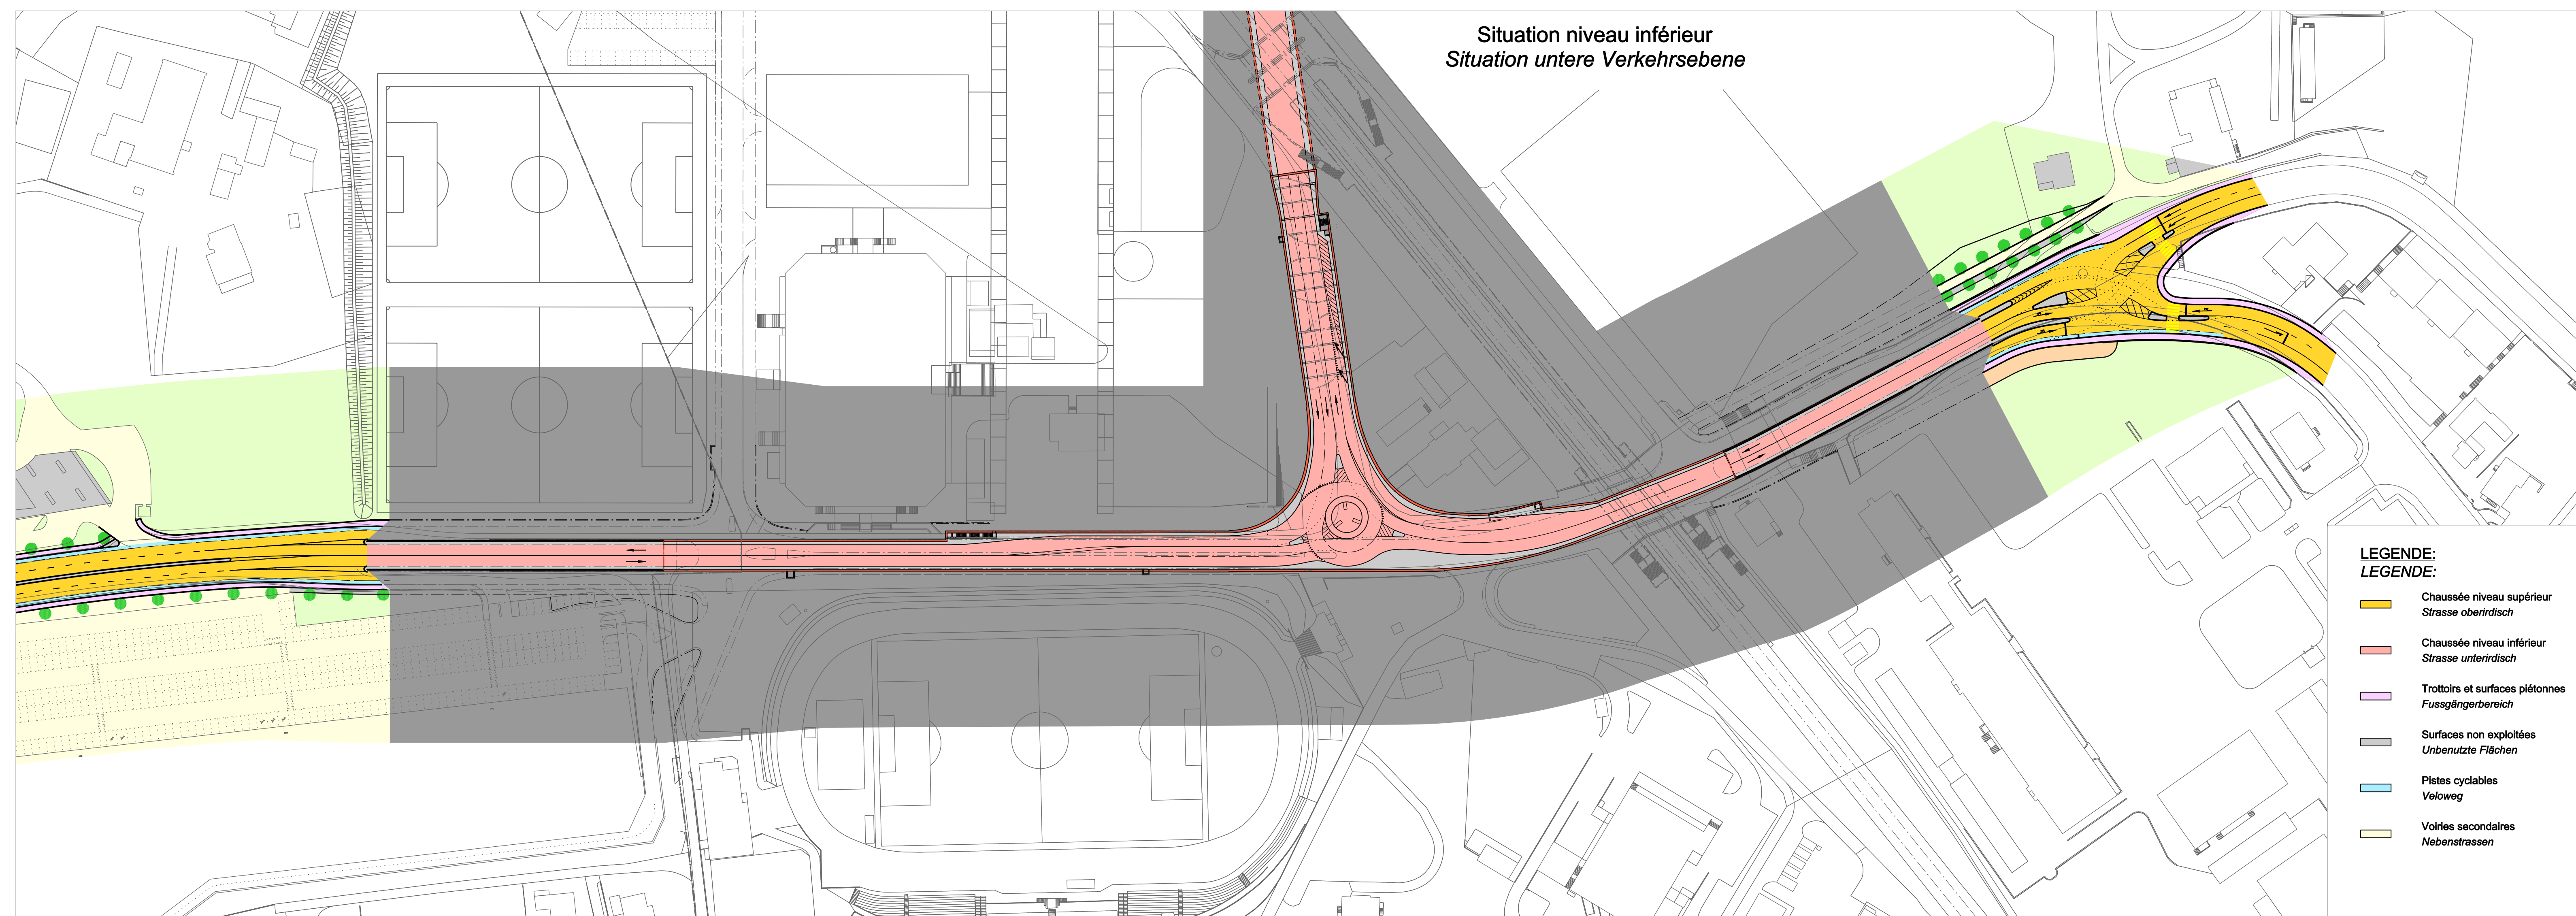 Situation niveau inférieur
Situation untere Verkehrsebene
LEGENDE:
LEGENDE:
Chaussée niveau supérieur
Strasse oberirdisch
Chaussée niveau inférieur
Strasse unterirdisch
Trottoirs et surfaces piétonnes
Fussgängerbereich
Surfaces non exploitées
Unbenutzte Flächen
Pistes cyclables
Veloweg
Voiries secondaires
Nebenstrassen